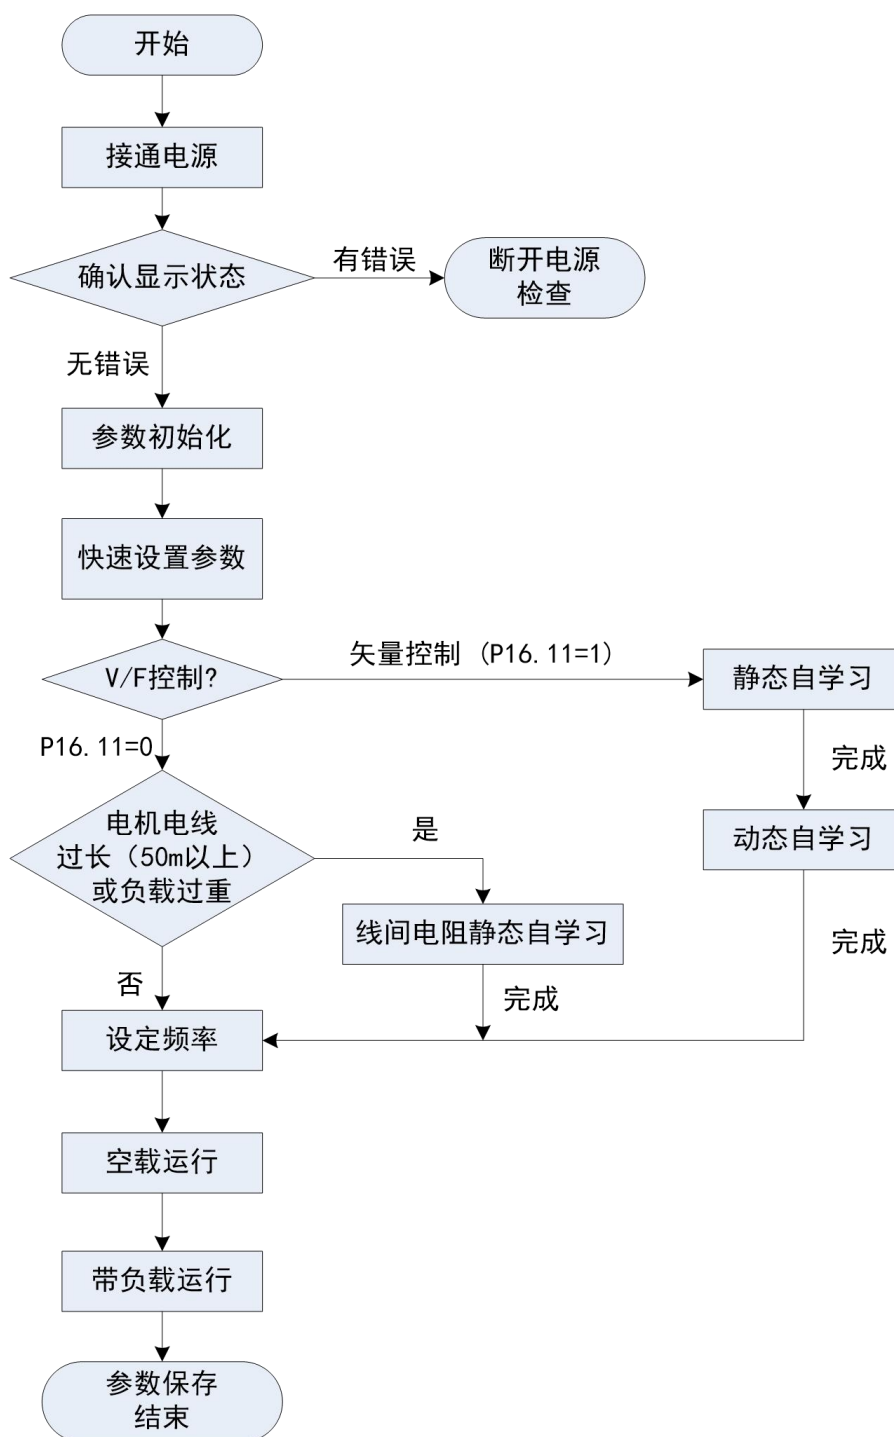 开始
接通电源
确认显示状态
有错误
断开电源
检查
无错误
参数初始化
快速设置参数
V/F控制?
矢量控制 (P16.11=1)
静态自学习
P16.11=0
完成
电机电线
过长（50m以上）
或负载过重
是
动态自学习
线间电阻静态自学习
完成
否
完成
设定频率
空载运行
带负载运行
参数保存
结束